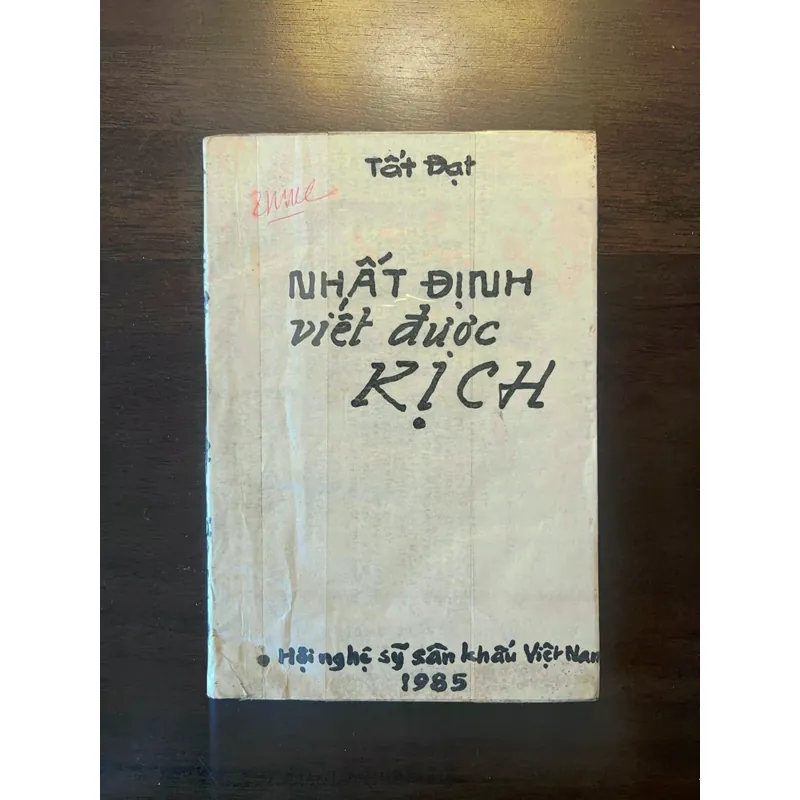 Tất Đạt
NHẤT ĐỊNH
viết được
KỊCH
Hội nghệ sỹ sân khấu Việt Nam
1985